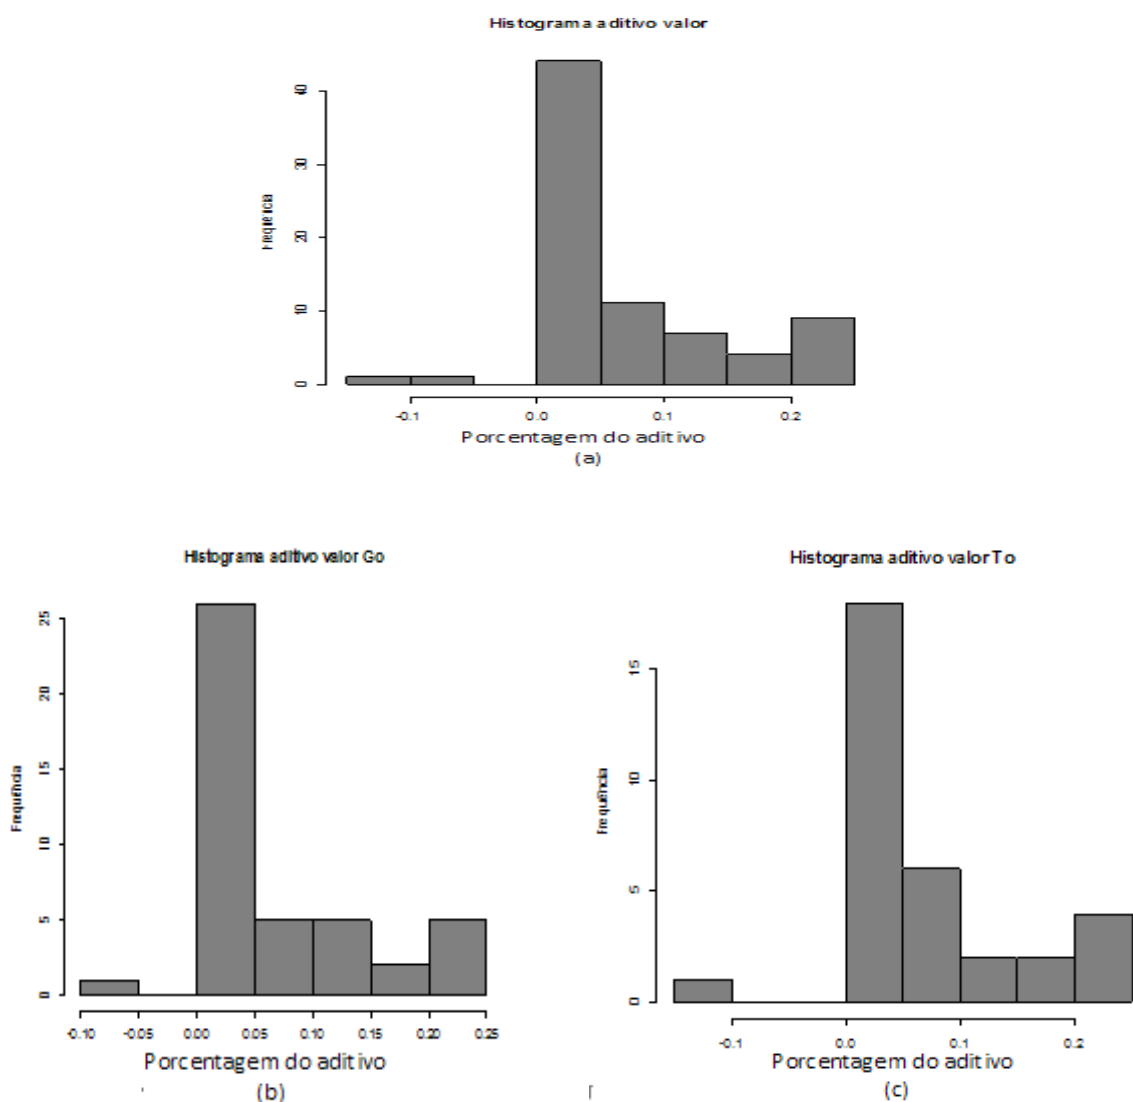 Histograma aditivo valor
40
30
20
10
0
Freqüência
-0.1 0.0 0.1 0.2
Porcentagem do aditivo
(a)
Histograma aditivo valor Go
25
20
15
10
5
0
Frequência
-0.10 -0.05 0.00 0.05 0.10 0.15 0.20 0.25
Porcentagem do aditivo
(b)
Histograma aditivo valor To
15
10
5
0
Frequência
-0.1 0.0 0.1 0.2
Porcentagem do aditivo
(c)